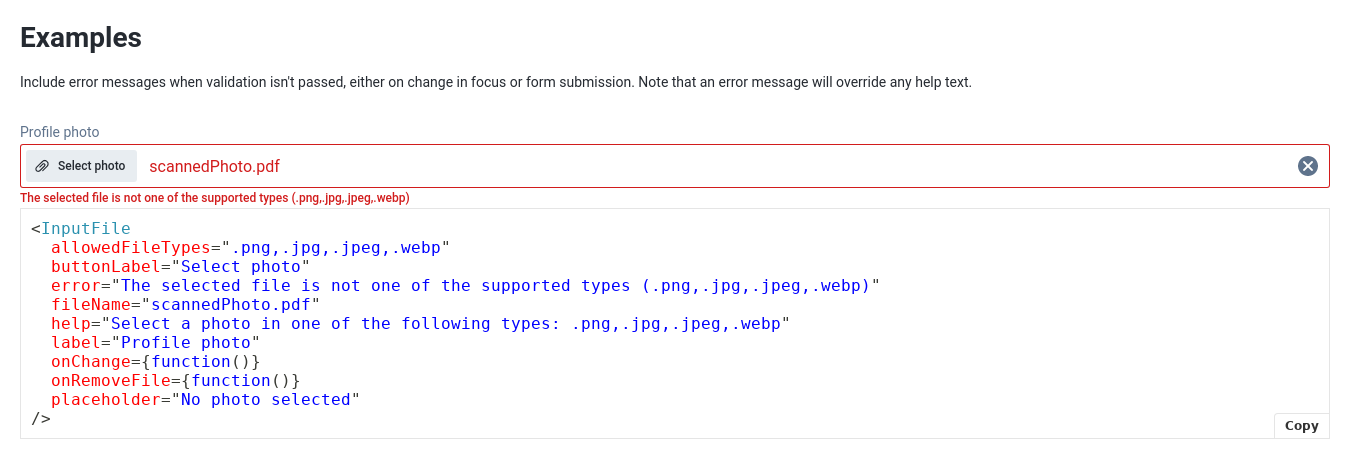 Examples
Include error messages when validation isn't passed, either on change in focus or form submission. Note that an error message will override any help text.
Profile photo
Select photo scannedPhoto.pdf
The selected file is not one of the supported types (.png,.jpg,.jpeg,.webp)
<InputFile
  allowedFileTypes=".png,.jpg,.jpeg,.webp"
  buttonLabel="Select photo"
  error="The selected file is not one of the supported types (.png,.jpg,.jpeg,.webp)"
  fileName="scannedPhoto.pdf"
  help="Select a photo in one of the following types: .png,.jpg,.jpeg,.webp"
  label="Profile photo"
  onChange={function()}
  onRemoveFile={function()}
  placeholder="No photo selected"
/>
Copy